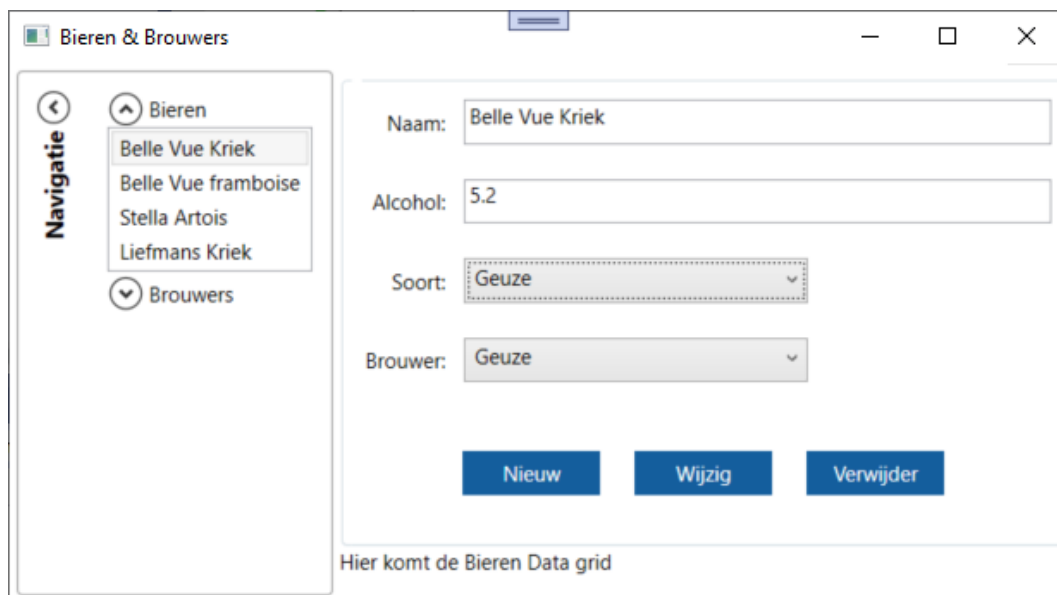 Bieren & Brouwers
Navigatie
Bieren
Belle Vue Kriek
Belle Vue framboise
Stella Artois
Liefmans Kriek
Brouwers
Naam: Belle Vue Kriek
Alcohol: 5.2
Soort: Geuze
Brouwer: Geuze
Nieuw Wijzig Verwijder
Hier komt de Bieren Data grid